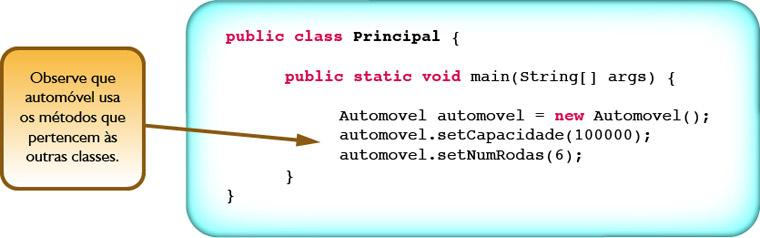 Observe que
automóvel usa
os métodos que
pertencem às
outras classes.
public class Principal {
public static void main(String[] args) {
Automovel automovel = new Automovel();
automovel.setCapacidade(100000);
automovel.setNumRodas(6);
}
}